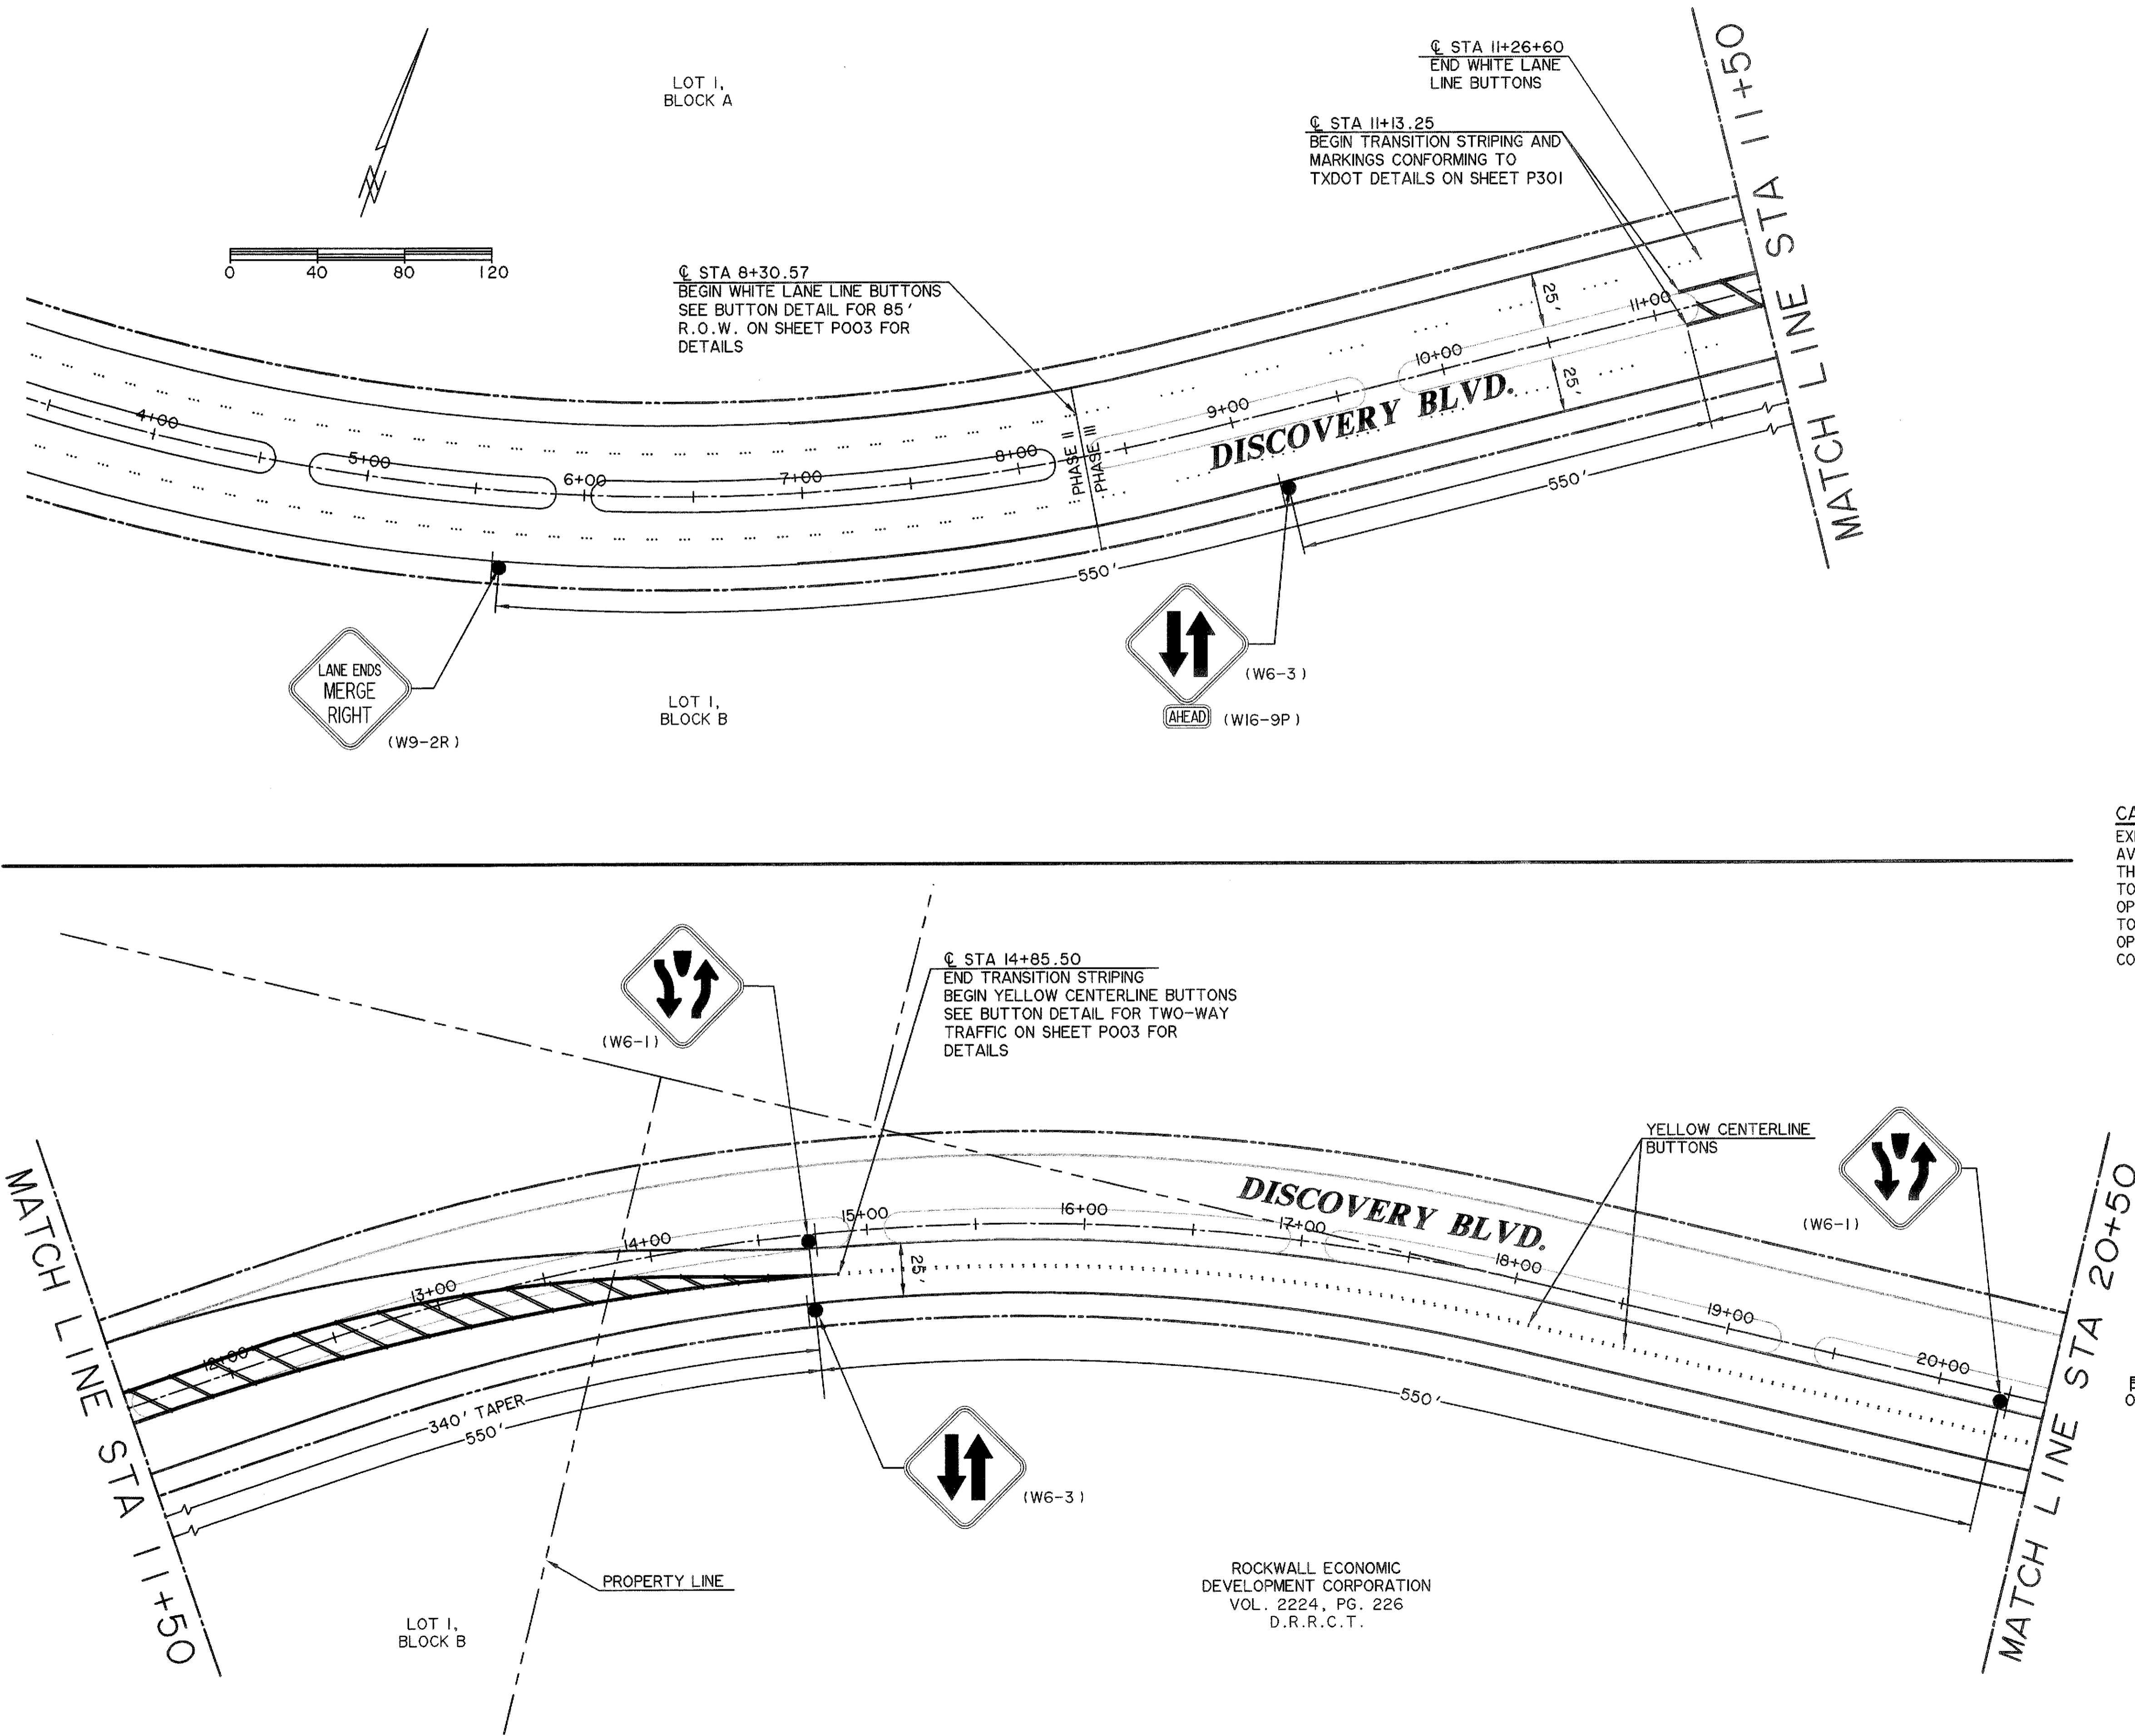 LOT 1,
BLOCK A
℄ STA 11+26+60
END WHITE LANE
LINE BUTTONS
℄ STA 11+13.25
BEGIN TRANSITION STRIPING AND
MARKINGS CONFORMING TO
TXDOT DETAILS ON SHEET P301
MATCH LINE STA 11+50
0 40 80 120
℄ STA 8+30.57
BEGIN WHITE LANE LINE BUTTONS
SEE BUTTON DETAIL FOR 85'
R.O.W. ON SHEET P003 FOR
DETAILS
4+00
5+00
6+00
7+00
8+00
PHASE II
PHASE III
9+00
10+00
11+00
25'
25'
DISCOVERY BLVD.
550'
550'
LANE ENDS
MERGE
RIGHT
(W9-2R)
LOT 1,
BLOCK B
(W6-3)
AHEAD (W16-9P)
CA
EX
AV
TH
TO
OP
TO
OP
CO
(W6-1)
℄ STA 14+85.50
END TRANSITION STRIPING
BEGIN YELLOW CENTERLINE BUTTONS
SEE BUTTON DETAIL FOR TWO-WAY
TRAFFIC ON SHEET P003 FOR
DETAILS
YELLOW CENTERLINE
BUTTONS
(W6-1)
MATCH LINE STA 11+50
12+00
13+00
14+00
15+00
16+00
17+00
18+00
19+00
20+00
25'
DISCOVERY BLVD.
MATCH LINE STA 20+50
340' TAPER
550'
550'
(W6-3)
PROPERTY LINE
LOT 1,
BLOCK B
ROCKWALL ECONOMIC
DEVELOPMENT CORPORATION
VOL. 2224, PG. 226
D.R.R.C.T.